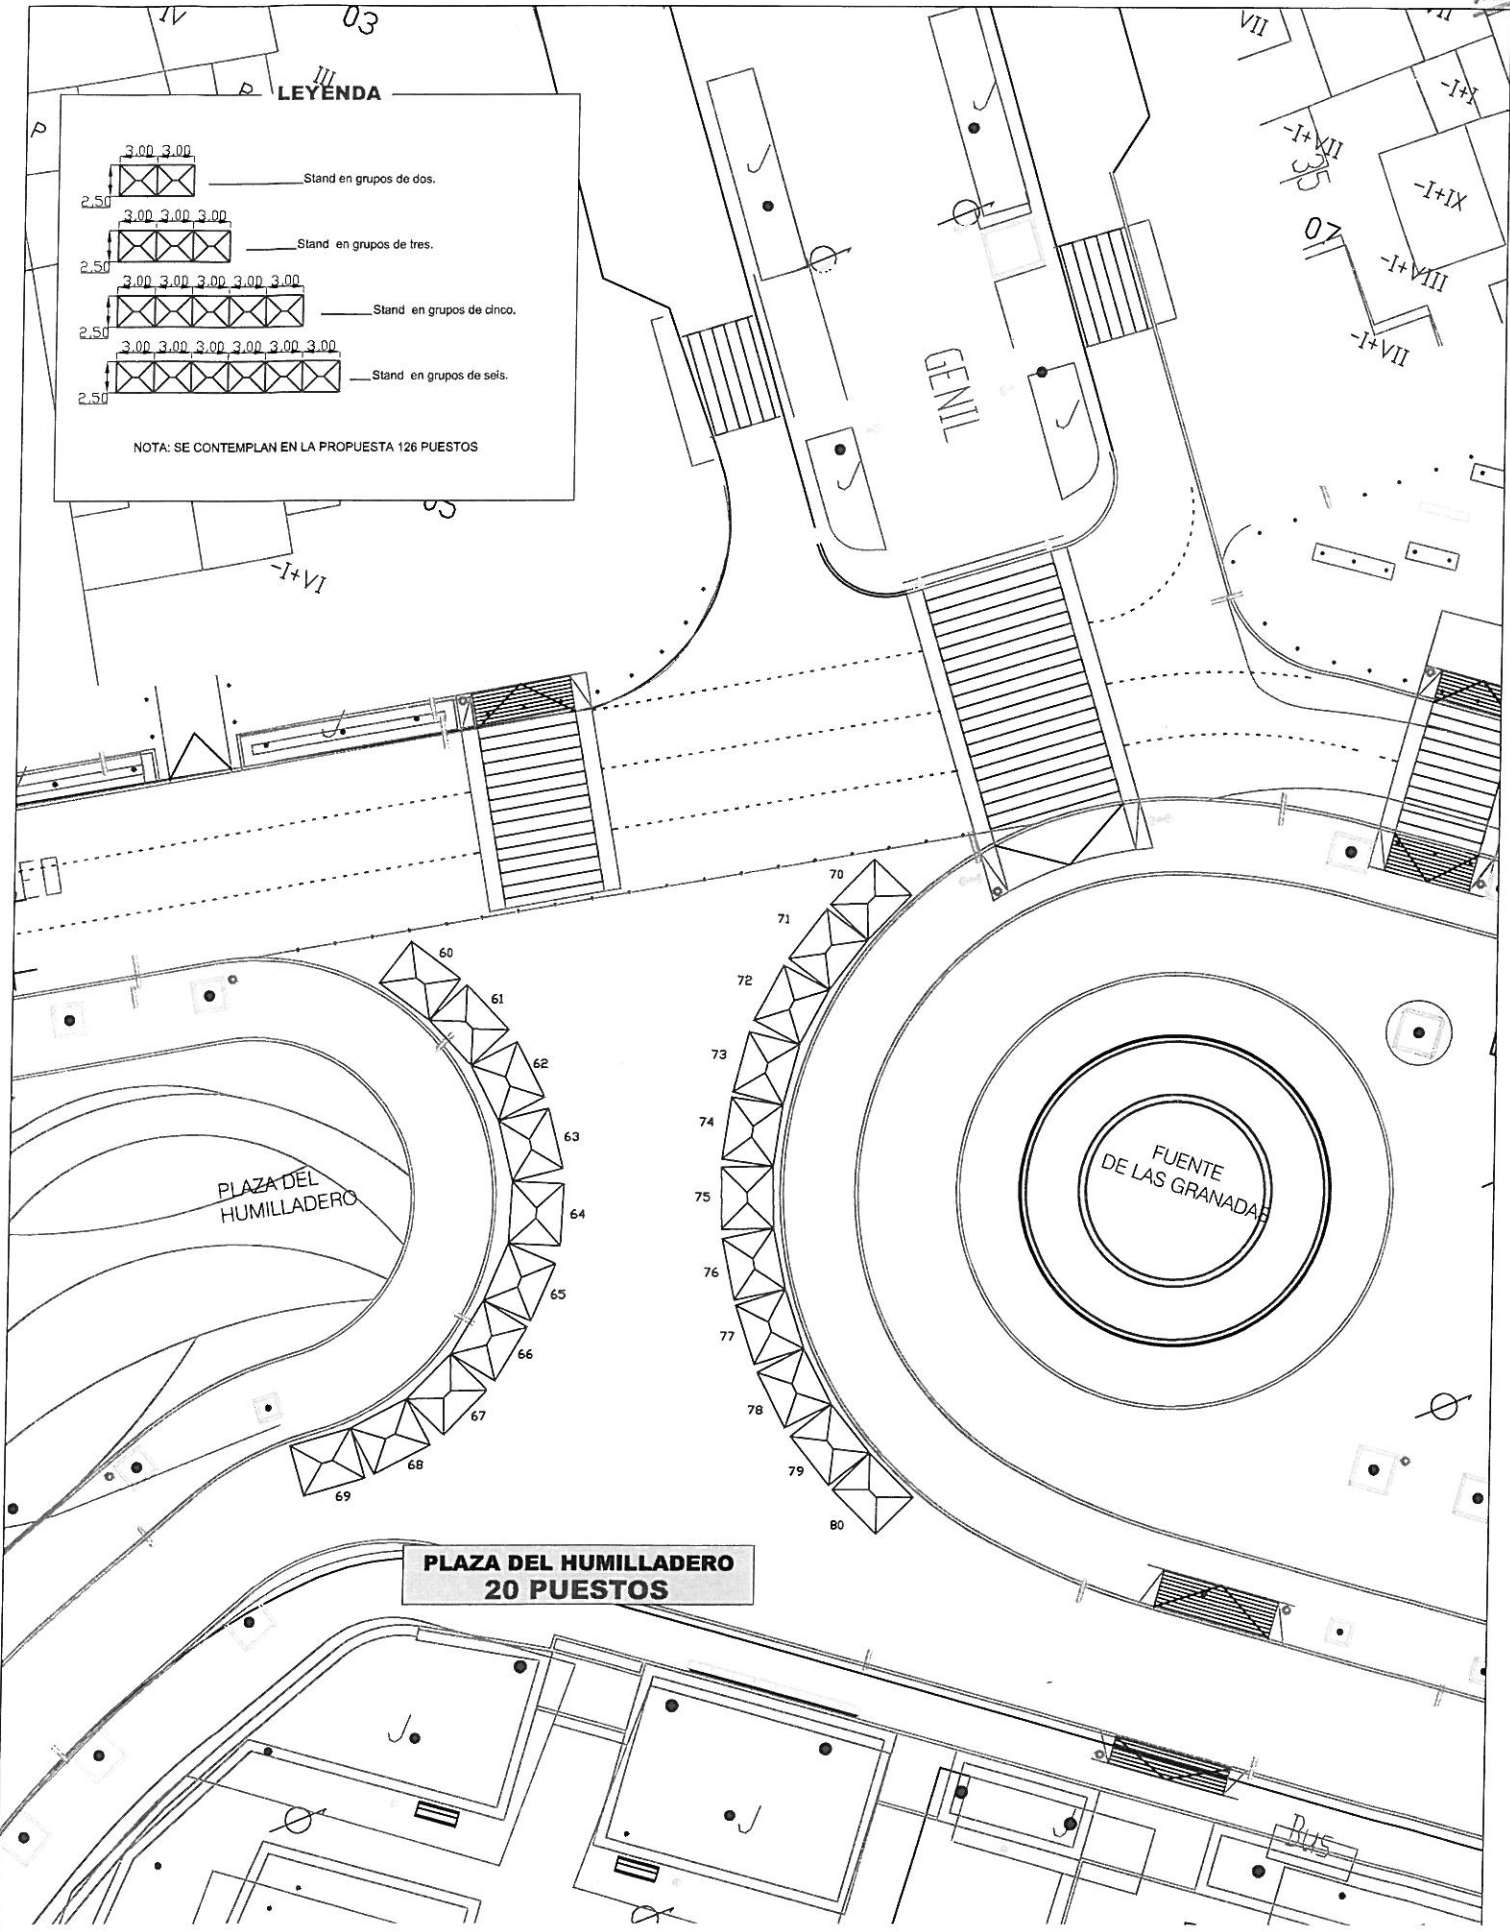 IV
03
VII
VII
III
P
LEYENDA
P
-I+I
-I+VII
35
-I+IX
07
-I+VIII
-I+VII
3.00 3.00
2.50
Stand en grupos de dos.
3.00 3.00 3.00
2.50
Stand en grupos de tres.
3.00 3.00 3.00 3.00 3.00
2.50
Stand en grupos de cinco.
3.00 3.00 3.00 3.00 3.00 3.00
2.50
Stand en grupos de seis.
NOTA: SE CONTEMPLAN EN LA PROPUESTA 126 PUESTOS
J
J
J
J
GENIL
-I+VI
J
70
71
72
73
74
75
76
77
78
79
80
60
61
62
63
64
65
66
67
68
69
PLAZA DEL
HUMILLADERO
FUENTE
DE LAS GRANADAS
PLAZA DEL HUMILLADERO
20 PUESTOS
J
J
J
BUS